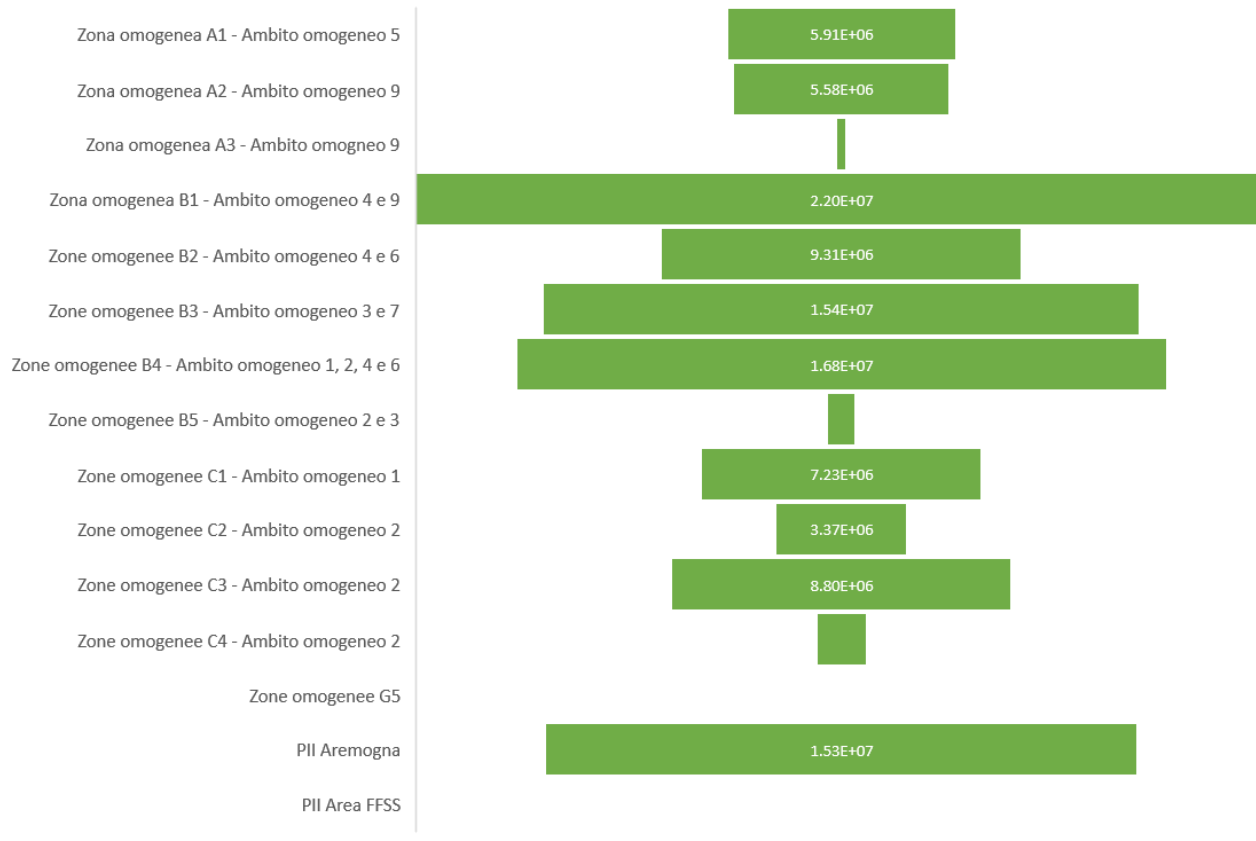 Zona omogenea A1 - Ambito omogeneo 5 5.91E+06
Zona omogenea A2 - Ambito omogeneo 9 5.58E+06
Zona omogenea A3 - Ambito omogneo 9
Zona omogenea B1 - Ambito omogeneo 4 e 9 2.20E+07
Zone omogenee B2 - Ambito omogeneo 4 e 6 9.31E+06
Zone omogenee B3 - Ambito omogeneo 3 e 7 1.54E+07
Zone omogenee B4 - Ambito omogeneo 1, 2, 4 e 6 1.68E+07
Zone omogenee B5 - Ambito omogeneo 2 e 3
Zone omogenee C1 - Ambito omogeneo 1 7.23E+06
Zone omogenee C2 - Ambito omogeneo 2 3.37E+06
Zone omogenee C3 - Ambito omogeneo 2 8.80E+06
Zone omogenee C4 - Ambito omogeneo 2
Zone omogenee G5
PII Aremogna 1.53E+07
PII Area FFSS